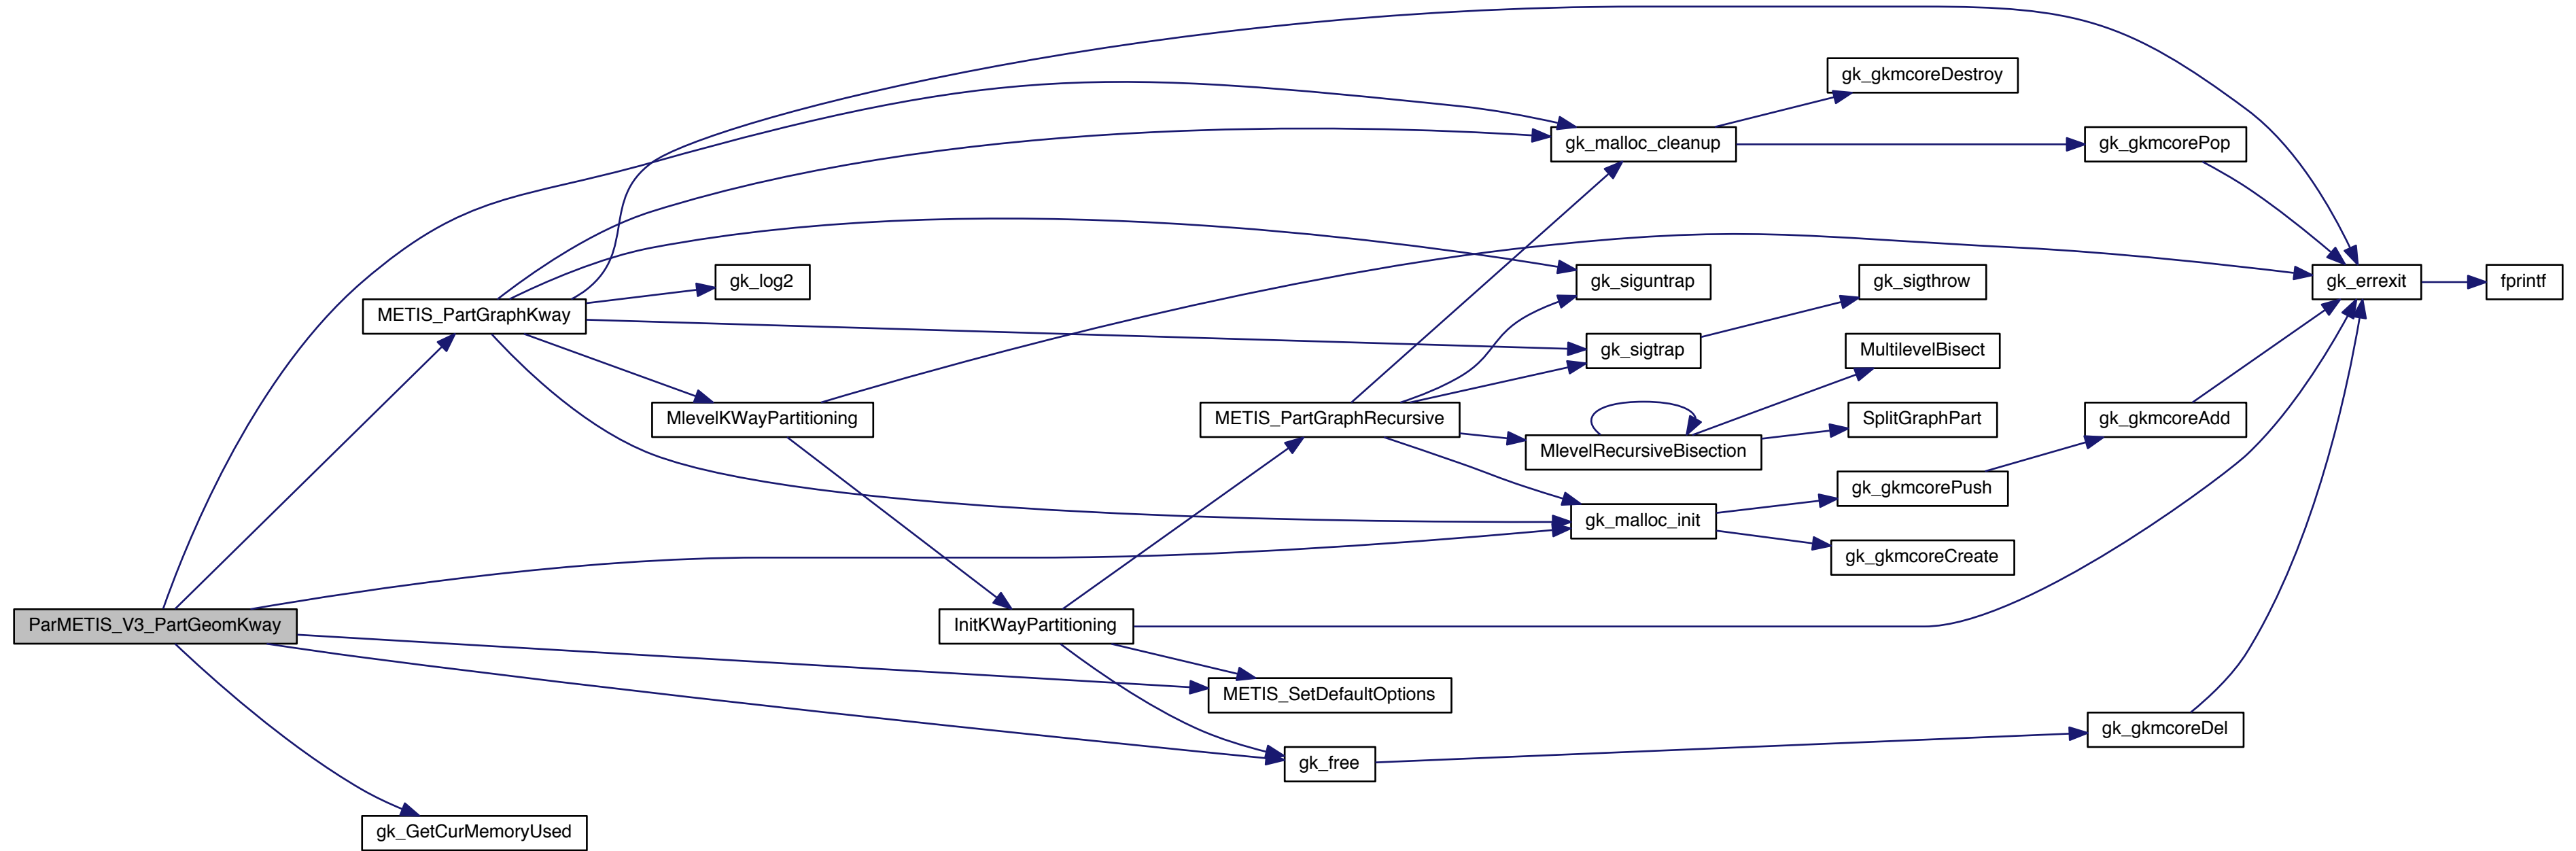 gk_gkmcoreDestroy
gk_malloc_cleanup
gk_gkmcorePop
gk_log2
gk_siguntrap
gk_sigthrow
gk_errexit
fprintf
METIS_PartGraphKway
gk_sigtrap
MultilevelBisect
MlevelKWayPartitioning
METIS_PartGraphRecursive
SplitGraphPart
gk_gkmcoreAdd
MlevelRecursiveBisection
gk_gkmcorePush
gk_malloc_init
gk_gkmcoreCreate
ParMETIS_V3_PartGeomKway
InitKWayPartitioning
METIS_SetDefaultOptions
gk_gkmcoreDel
gk_free
gk_GetCurMemoryUsed